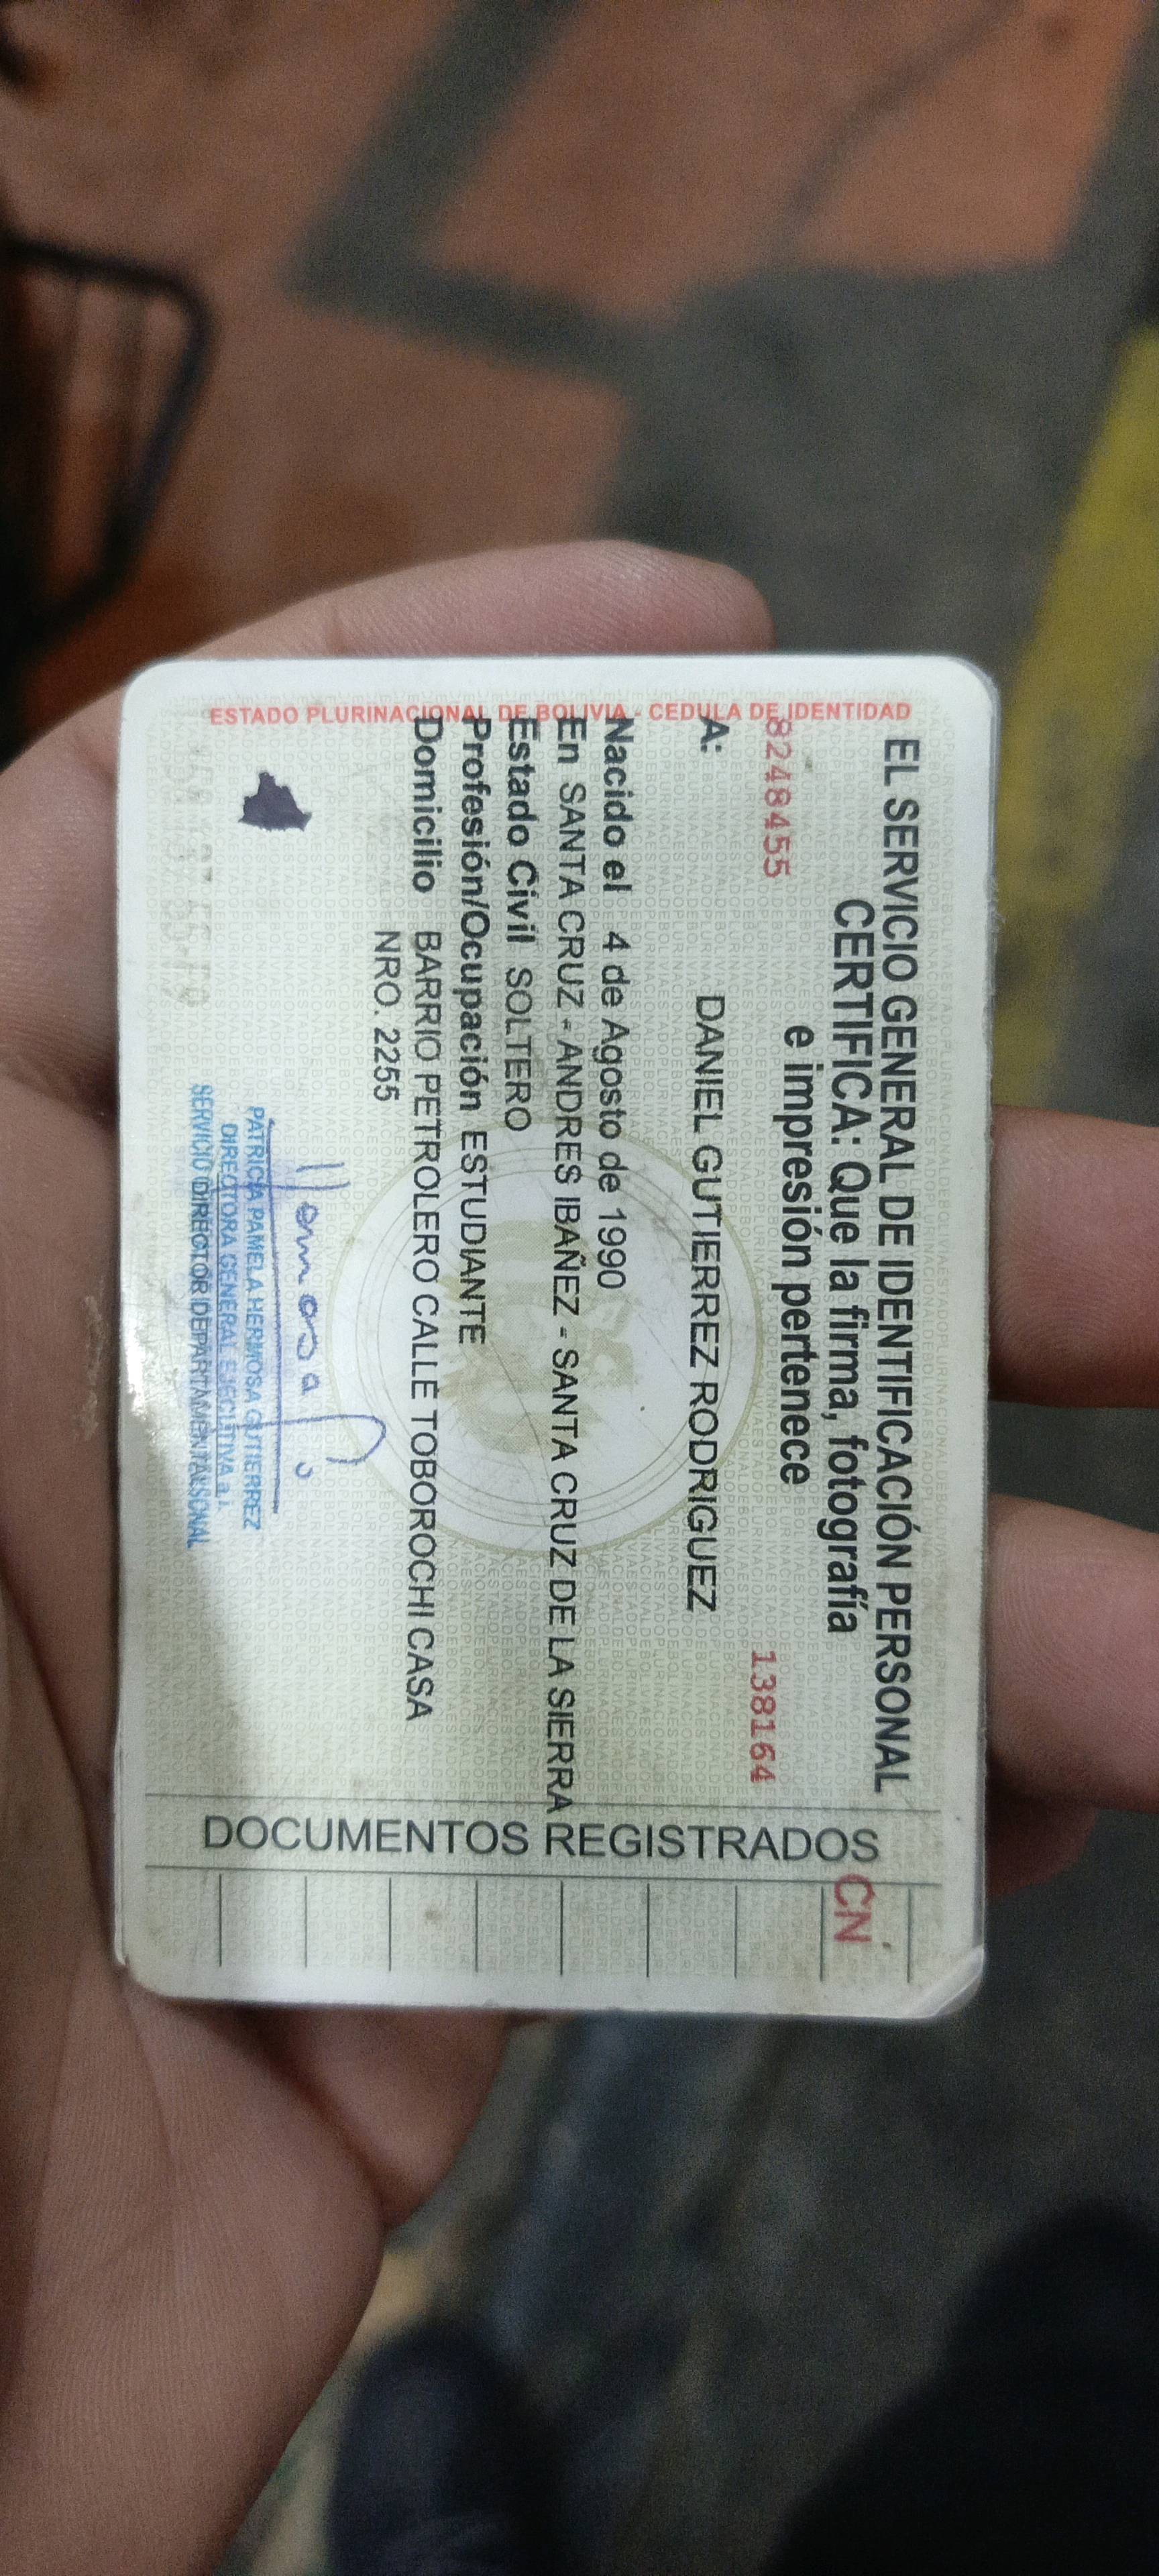 ESTADO PLURINACIONAL DE BOLIVIA - CEDULA DE IDENTIDAD
EL SERVICIO GENERAL DE IDENTIFICACIÓN PERSONAL
CERTIFICA: Que la firma, fotografía
e impresión pertenece
8248455
138164
A: DANIEL GUTIERREZ RODRIGUEZ
Nacido el 4 de Agosto de 1990
En SANTA CRUZ - ANDRES IBAÑEZ - SANTA CRUZ DE LA SIERRA
Estado Civil SOLTERO
Profesión/Ocupación ESTUDIANTE
Domicilio BARRIO PETROLERO CALLE TOBOROCHI CASA
NRO. 2255
PATRICIA PAMELA HERMOSA GUTIERREZ
DIRECTORA GENERAL EJECUTIVA a.i.
DIRECTOR DEPARTAMENTAL
DOCUMENTOS REGISTRADOS
CN